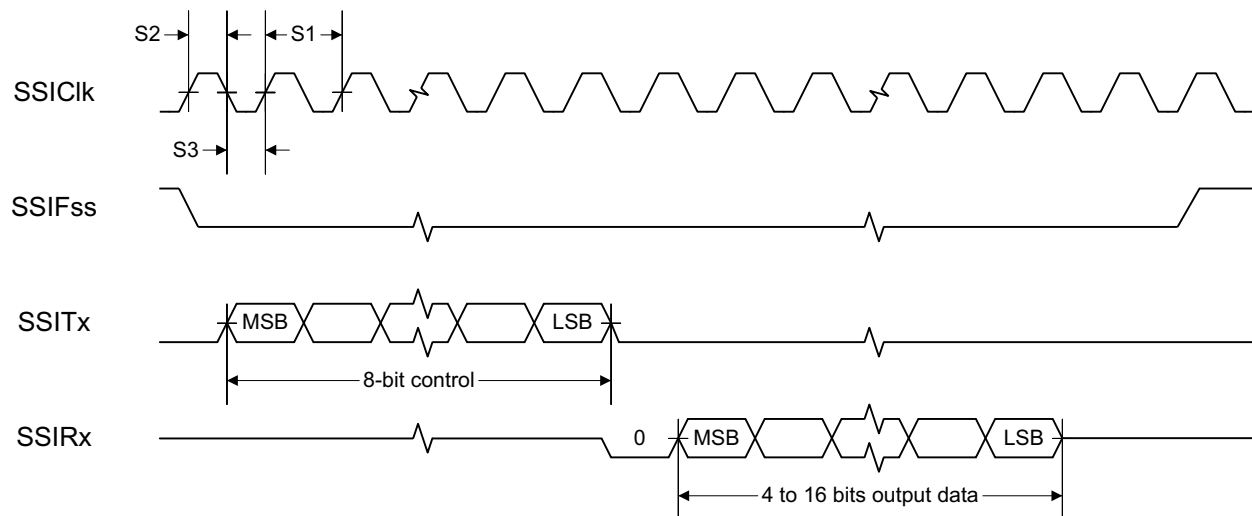 S2
S1
SSIClk
S3
SSIFss
SSITx
MSB
LSB
8-bit control
SSIRx
0
MSB
LSB
4 to 16 bits output data